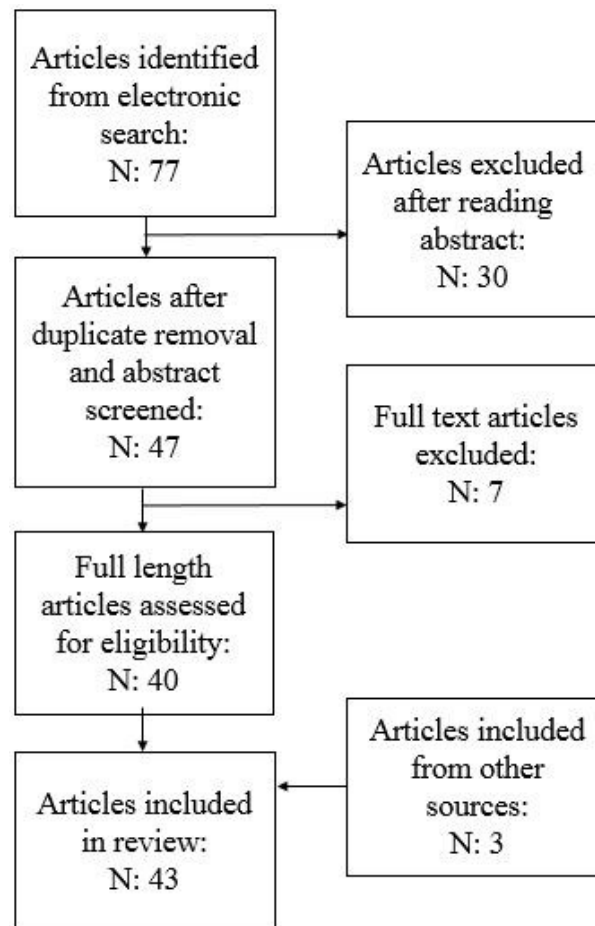 Articles identified
from electronic
search:
N: 77
Articles excluded
after reading
abstract:
N: 30
Articles after
duplicate removal
and abstract
screened:
N: 47
Full text articles
excluded:
N: 7
Full length
articles assessed
for eligibility:
N: 40
Articles included
from other
sources:
N: 3
Articles included
in review:
N: 43